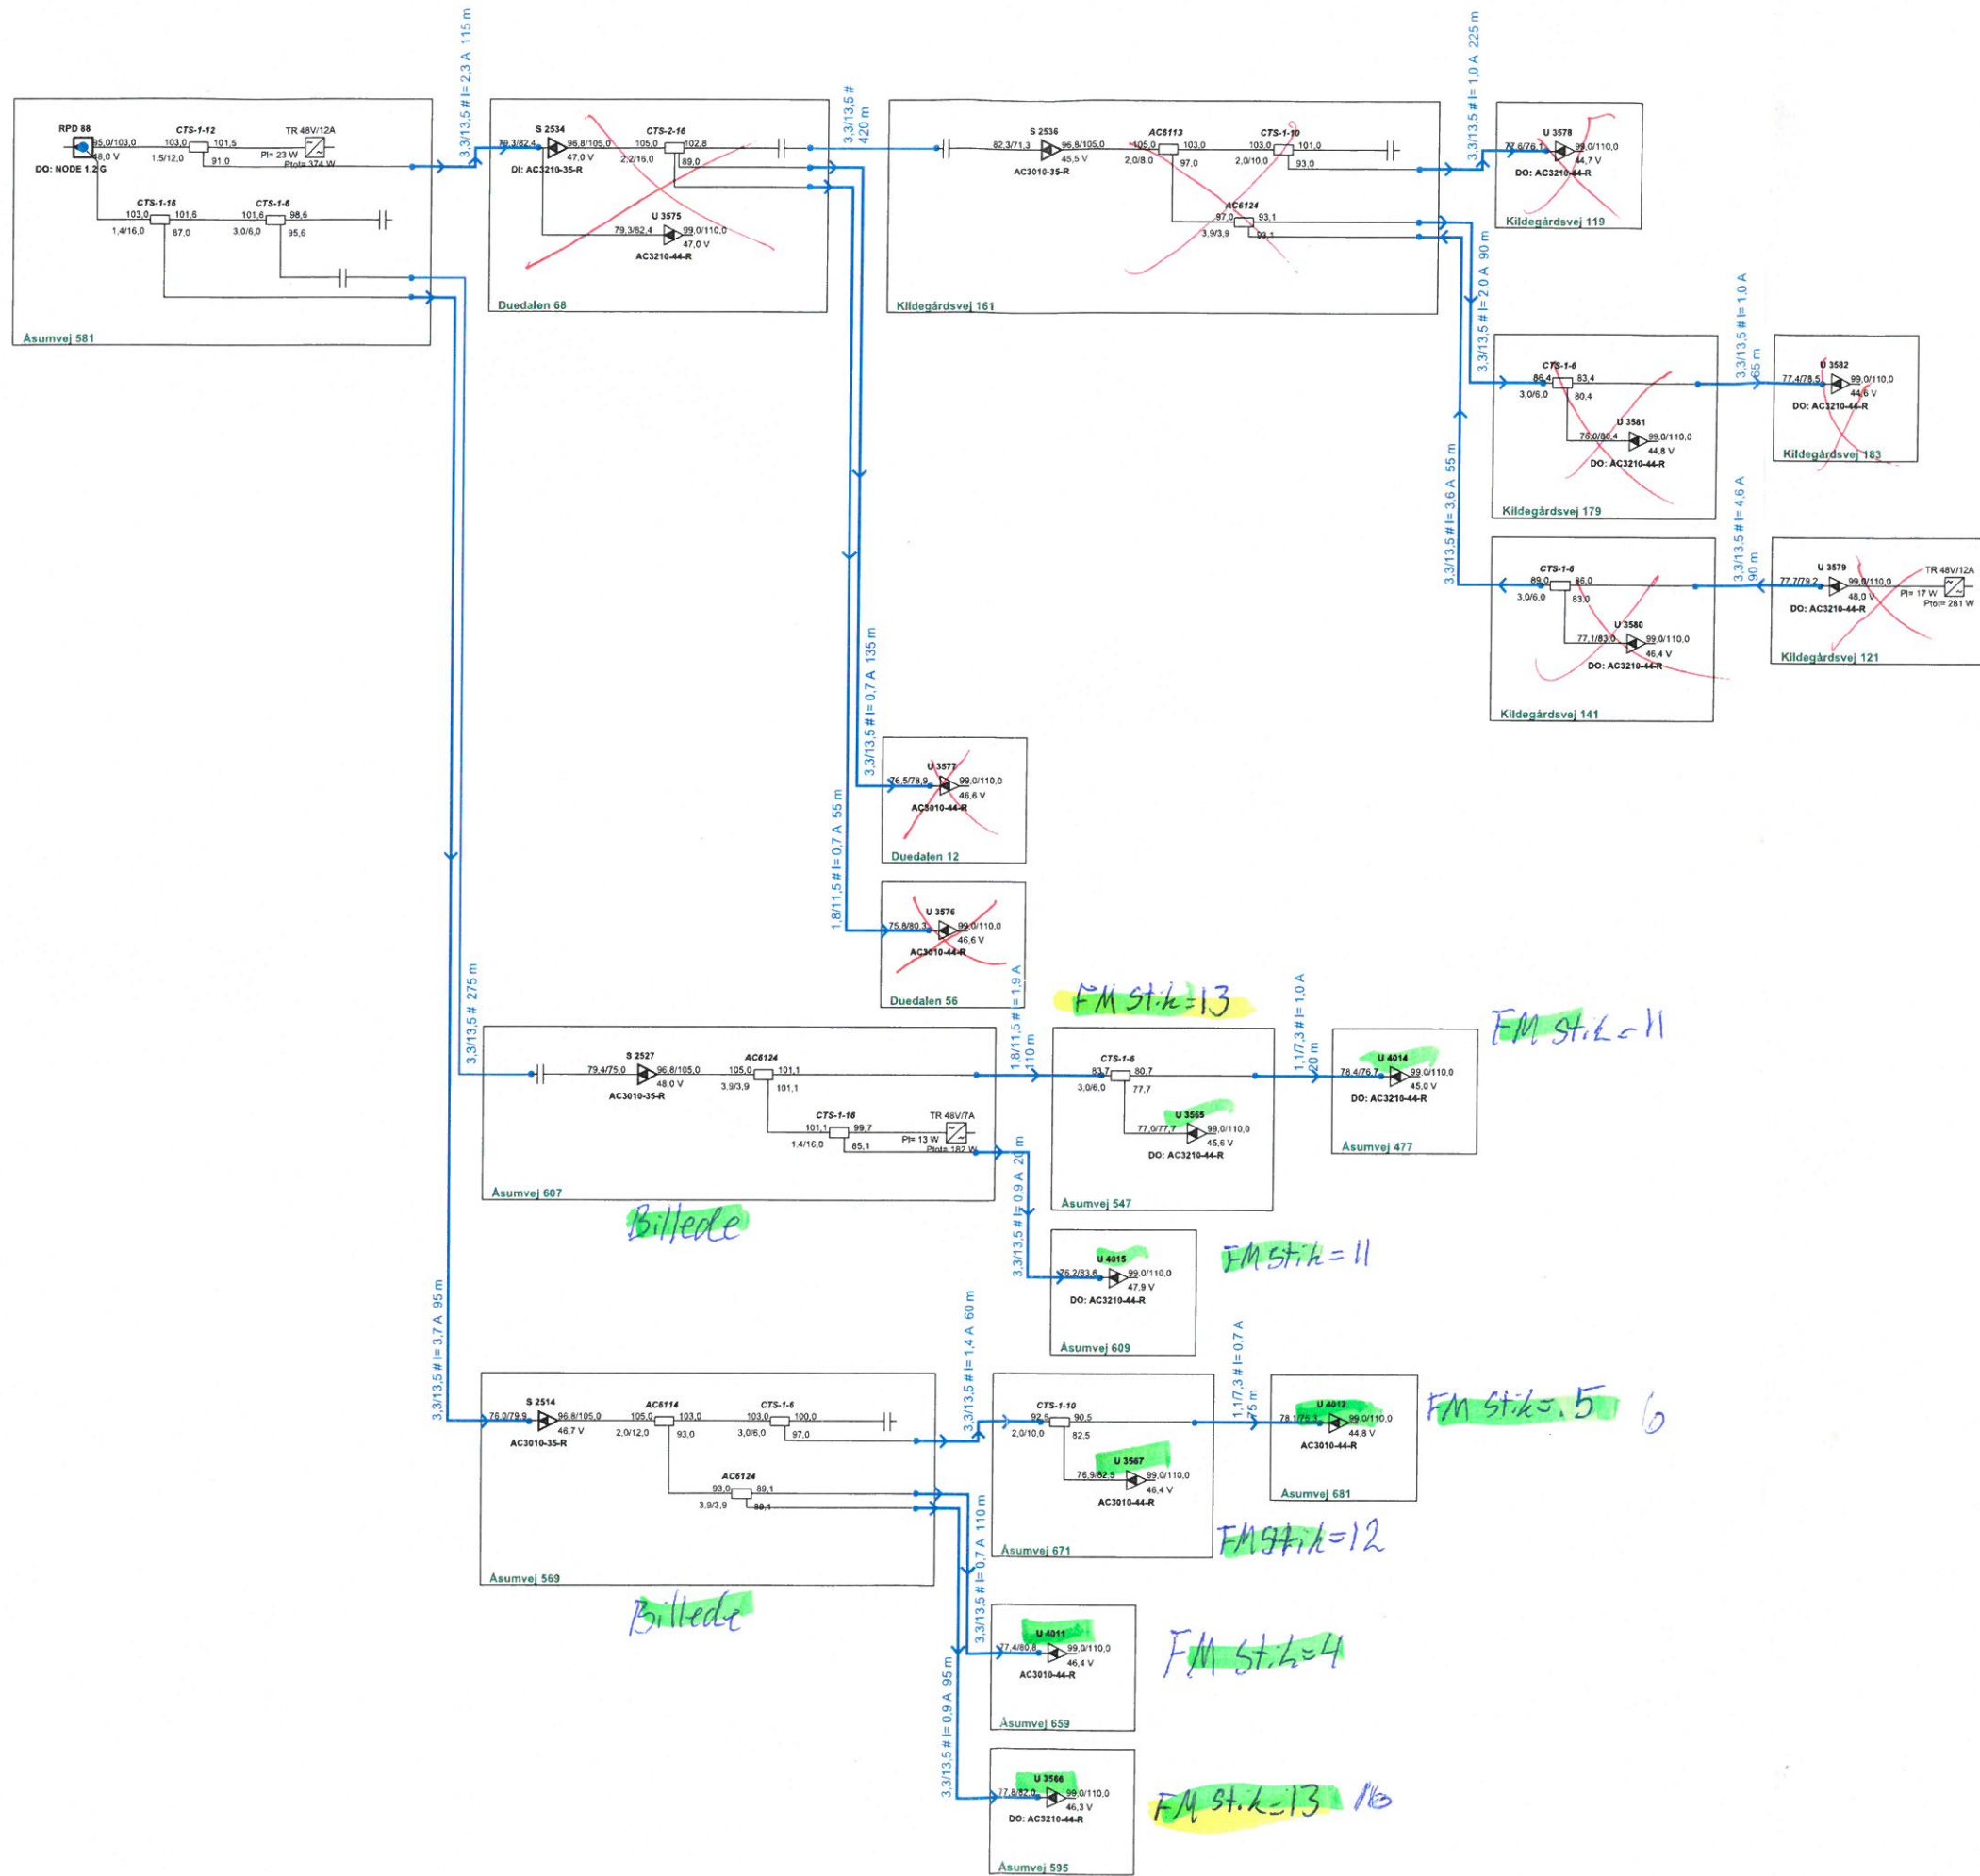 RPD 88
95,0/103,0
48,0 V
DO: NODE 1,2 G
CTS-1-12
103,0
101,5
1,5/12,0
91,0
TR 48V/12A
PI= 23 W
Ptot= 374 W
CTS-1-16
103,0
101,6
1,4/16,0
87,0
CTS-1-6
101,6
98,6
3,0/6,0
95,6
Åsumvej 581
3,3/13,5 # I= 2,3 A 115 m
S 2534
79,3/82,4
96,8/105,0
47,0 V
DI: AC3210-35-R
CTS-2-16
105,0
102,8
2,2/16,0
89,0
U 3575
79,3/82,4
99,0/110,0
47,0 V
AC3210-44-R
Duedalen 68
3,3/13,5 #
420 m
82,3/71,3
S 2536
96,8/105,0
45,5 V
AC3010-35-R
AC6113
105,0
103,0
2,0/8,0
97,0
CTS-1-10
103,0
101,0
2,0/10,0
93,0
AC6124
97,0
93,1
3,9/3,9
93,1
Kildegårdsvej 161
3,3/13,5 # I= 1,0 A 225 m
U 3578
77,6/76,1
99,0/110,0
44,7 V
DO: AC3210-44-R
Kildegårdsvej 119
3,3/13,5 # I= 2,0 A 90 m
CTS-1-6
86,4
83,4
3,0/6,0
80,4
U 3581
76,0/80,4
99,0/110,0
44,8 V
DO: AC3210-44-R
Kildegårdsvej 179
3,3/13,5 # I= 1,0 A
65 m
U 3582
77,4/78,5
99,0/110,0
44,6 V
DO: AC3210-44-R
Kildegårdsvej 183
3,3/13,5 # I= 3,6 A 55 m
CTS-1-6
89,0
86,0
3,0/6,0
83,0
U 3580
77,1/83,0
99,0/110,0
46,4 V
DO: AC3210-44-R
Kildegårdsvej 141
3,3/13,5 # I= 4,6 A
90 m
U 3579
77,7/79,2
99,0/110,0
48,0 V
DO: AC3210-44-R
TR 48V/12A
PI= 17 W
Ptot= 281 W
Kildegårdsvej 121
3,3/13,5 # I= 0,7 A 135 m
U 3577
76,5/78,9
99,0/110,0
46,6 V
AC3010-44-R
Duedalen 12
1,8/11,5 # I= 0,7 A 55 m
U 3576
75,8/80,3
99,0/110,0
46,6 V
AC3010-44-R
Duedalen 56
3,3/13,5 # 275 m
S 2527
79,4/75,0
96,8/105,0
48,0 V
AC3010-35-R
AC6124
105,0
101,1
3,9/3,9
101,1
CTS-1-16
101,1
99,7
1,4/16,0
85,1
TR 48V/7A
PI= 13 W
Ptot= 182 W
Åsumvej 607
Billede
1,8/11,5 # I= 1,9 A
110 m
FM Stik=13
CTS-1-6
83,7
80,7
3,0/6,0
77,7
U 3565
77,0/77,7
99,0/110,0
45,6 V
DO: AC3210-44-R
Åsumvej 547
1,1/7,3 # I= 1,0 A
20 m
U 4014
78,4/76,7
99,0/110,0
45,0 V
DO: AC3210-44-R
Åsumvej 477
FM Stik=11
3,3/13,5 # I= 0,9 A 20 m
U 4015
76,2/83,6
99,0/110,0
47,9 V
DO: AC3210-44-R
Åsumvej 609
FM Stik=11
3,3/13,5 # I= 3,7 A 95 m
S 2514
76,0/79,9
96,8/105,0
46,7 V
AC3010-35-R
AC6114
105,0
103,0
2,0/12,0
93,0
CTS-1-6
103,0
100,0
3,0/6,0
97,0
AC6124
93,0
89,1
3,9/3,9
89,1
Åsumvej 569
Billede
3,3/13,5 # I= 1,4 A 60 m
CTS-1-10
92,5
90,5
2,0/10,0
82,5
U 3567
76,9/82,5
99,0/110,0
46,4 V
AC3010-44-R
Åsumvej 671
FM Stik=12
1,1/7,3 # I= 0,7 A
75 m
U 4012
78,1/75,3
99,0/110,0
44,8 V
AC3010-44-R
Åsumvej 681
FM Stik=.5 6
3,3/13,5 # I= 0,7 A 110 m
U 4011
77,4/80,8
99,0/110,0
46,4 V
AC3010-44-R
Åsumvej 659
FM Stik=4
3,3/13,5 # I= 0,9 A 95 m
U 3566
77,8/82,0
99,0/110,0
46,3 V
DO: AC3210-44-R
Åsumvej 595
FM Stik=13